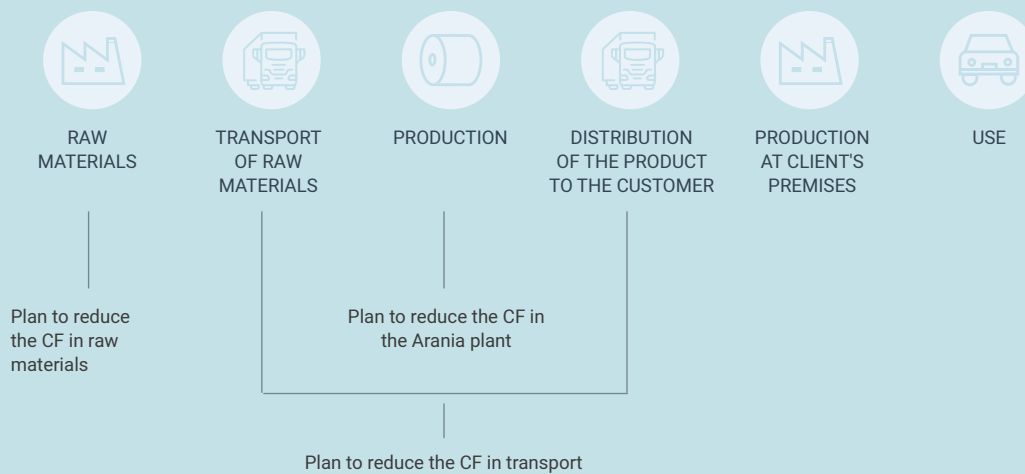 RAW
MATERIALS
TRANSPORT
OF RAW
MATERIALS
PRODUCTION
DISTRIBUTION
OF THE PRODUCT
TO THE CUSTOMER
PRODUCTION
AT CLIENT'S
PREMISES
USE
Plan to reduce
the CF in raw
materials
Plan to reduce the CF in
the Arania plant
Plan to reduce the CF in transport